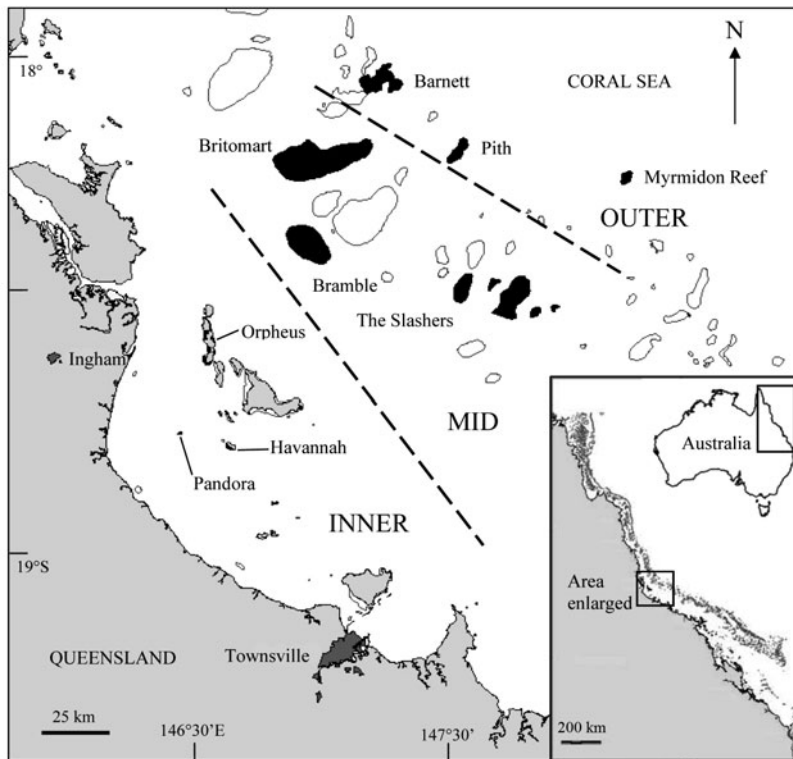 N
18°
Barnett
CORAL SEA
Britomart
Pith
Myrmidon Reef
OUTER
Bramble
The Slashers
Orpheus
Ingham
MID
Havannah
Pandora
INNER
19°S
QUEENSLAND
Townsville
25 km
146°30'E
147°30'
Australia
Area
enlarged
200 km